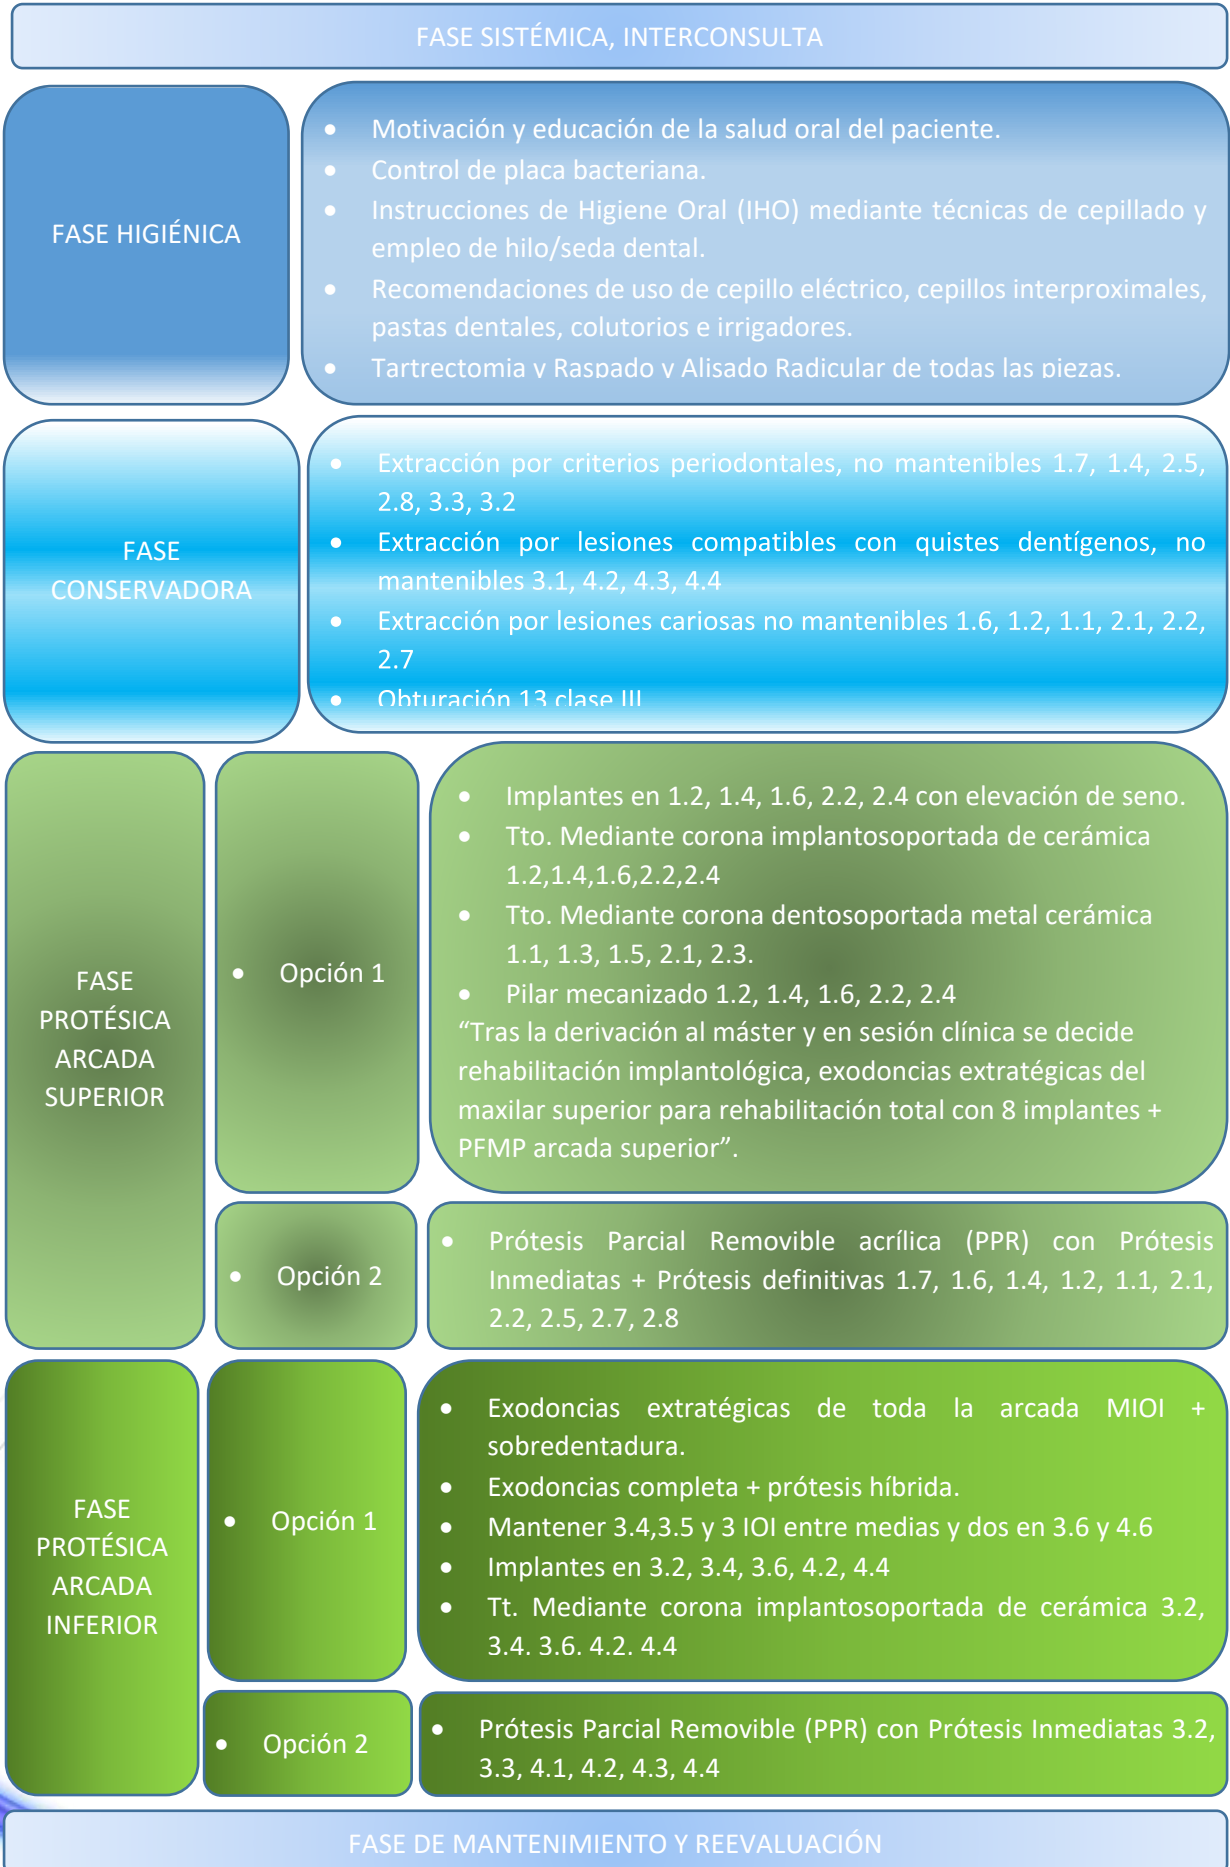 FASE SISTÉMICA, INTERCONSULTA
FASE HIGIÉNICA
• Motivación y educación de la salud oral del paciente.
• Control de placa bacteriana.
• Instrucciones de Higiene Oral (IHO) mediante técnicas de cepillado y
empleo de hilo/seda dental.
• Recomendaciones de uso de cepillo eléctrico, cepillos interproximales,
pastas dentales, colutorios e irrigadores.
• Tartrectomia y Raspado y Alisado Radicular de todas las piezas.
FASE
CONSERVADORA
• Extracción por criterios periodontales, no mantenibles 1.7, 1.4, 2.5,
2.8, 3.3, 3.2
• Extracción por lesiones compatibles con quistes dentígenos, no
mantenibles 3.1, 4.2, 4.3, 4.4
• Extracción por lesiones cariosas no mantenibles 1.6, 1.2, 1.1, 2.1, 2.2,
2.7
• Obturación 13 clase III
FASE
PROTÉSICA
ARCADA
SUPERIOR
• Opción 1
• Implantes en 1.2, 1.4, 1.6, 2.2, 2.4 con elevación de seno.
• Tto. Mediante corona implantosoportada de cerámica
1.2,1.4,1.6,2.2,2.4
• Tto. Mediante corona dentosoportada metal cerámica
1.1, 1.3, 1.5, 2.1, 2.3.
• Pilar mecanizado 1.2, 1.4, 1.6, 2.2, 2.4
“Tras la derivación al máster y en sesión clínica se decide
rehabilitación implantológica, exodoncias extratégicas del
maxilar superior para rehabilitación total con 8 implantes +
PFMP arcada superior”.
• Opción 2
• Prótesis Parcial Removible acrílica (PPR) con Prótesis
Inmediatas + Prótesis definitivas 1.7, 1.6, 1.4, 1.2, 1.1, 2.1,
2.2, 2.5, 2.7, 2.8
FASE
PROTÉSICA
ARCADA
INFERIOR
• Opción 1
• Exodoncias extratégicas de toda la arcada MIOI +
sobredentadura.
• Exodoncias completa + prótesis híbrida.
• Mantener 3.4,3.5 y 3 IOI entre medias y dos en 3.6 y 4.6
• Implantes en 3.2, 3.4, 3.6, 4.2, 4.4
• Tt. Mediante corona implantosoportada de cerámica 3.2,
3.4. 3.6. 4.2. 4.4
• Opción 2
• Prótesis Parcial Removible (PPR) con Prótesis Inmediatas 3.2,
3.3, 4.1, 4.2, 4.3, 4.4
FASE DE MANTENIMIENTO Y REEVALUACIÓN